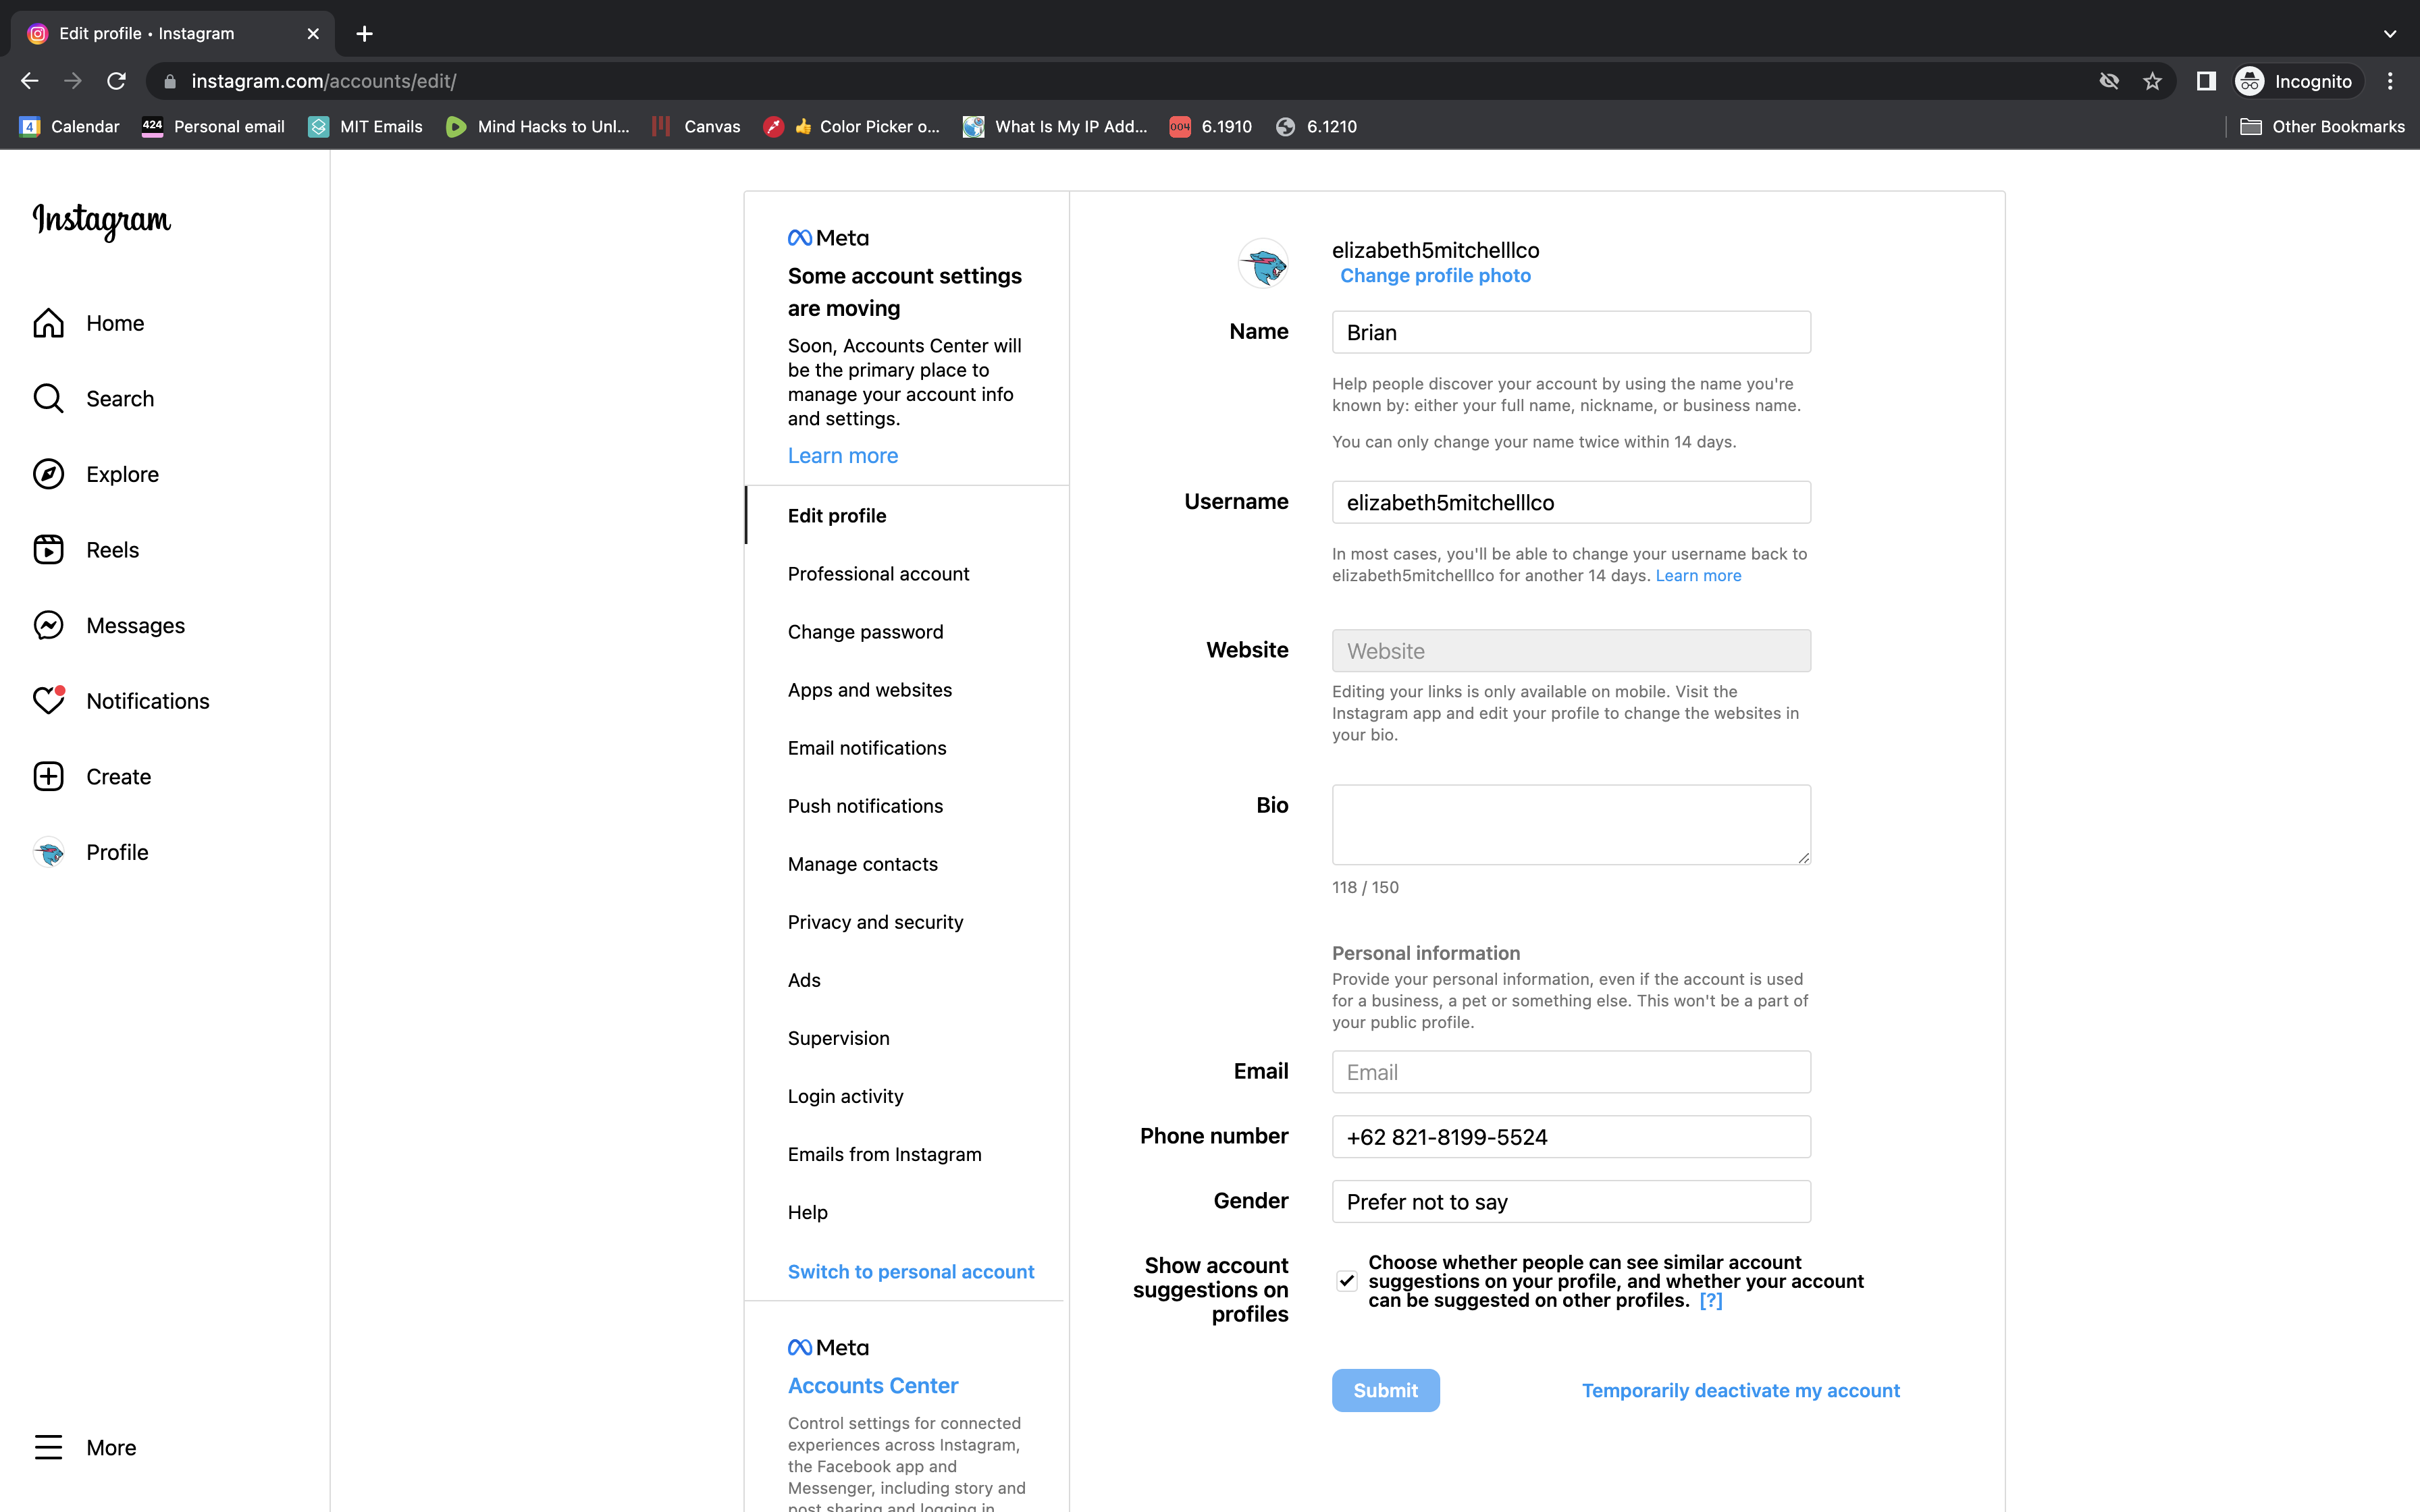 Edit profile • Instagram
instagram.com/accounts/edit/
Incognito
4 Calendar
424 Personal email
MIT Emails
Mind Hacks to Unl...
Canvas
👍 Color Picker o...
What Is My IP Add...
004 6.1910
6.1210
Other Bookmarks
Instagram
Home
Search
Explore
Reels
Messages
Notifications
Create
Profile
More
Meta
Some account settings
are moving
Soon, Accounts Center will
be the primary place to
manage your account info
and settings.
Learn more
Edit profile
Professional account
Change password
Apps and websites
Email notifications
Push notifications
Manage contacts
Privacy and security
Ads
Supervision
Login activity
Emails from Instagram
Help
Switch to personal account
Meta
Accounts Center
Control settings for connected
experiences across Instagram,
the Facebook app and
Messenger, including story and
post sharing and logging in.
elizabeth5mitchelllco
Change profile photo
Name
Brian
Help people discover your account by using the name you're
known by: either your full name, nickname, or business name.
You can only change your name twice within 14 days.
Username
elizabeth5mitchelllco
In most cases, you'll be able to change your username back to
elizabeth5mitchelllco for another 14 days. Learn more
Website
Website
Editing your links is only available on mobile. Visit the
Instagram app and edit your profile to change the websites in
your bio.
Bio
118 / 150
Personal information
Provide your personal information, even if the account is used
for a business, a pet or something else. This won't be a part of
your public profile.
Email
Email
Phone number
+62 821-8199-5524
Gender
Prefer not to say
Show account
suggestions on
profiles
Choose whether people can see similar account
suggestions on your profile, and whether your account
can be suggested on other profiles. [?]
Submit
Temporarily deactivate my account